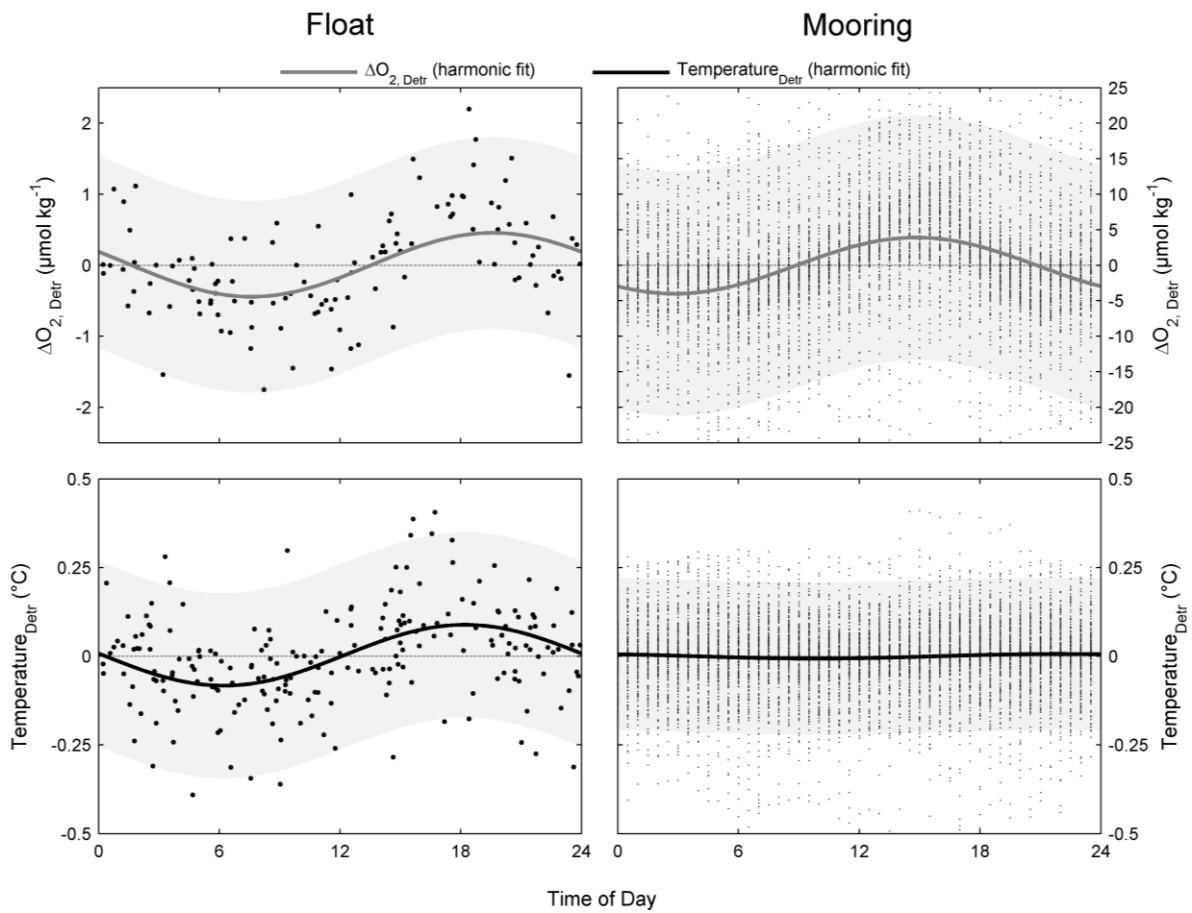 Float Mooring
ΔO2, Detr (harmonic fit) TemperatureDetr (harmonic fit)
2
1
0
-1
-2
ΔO2, Detr (μmol kg-1)
25
20
15
10
5
0
-5
-10
-15
-20
-25
ΔO2, Detr (μmol kg-1)
0.5
0.25
0
-0.25
-0.5
TemperatureDetr (°C)
0.5
0.25
0
-0.25
-0.5
TemperatureDetr (°C)
0 6 12 18 24
0 6 12 18 24
Time of Day